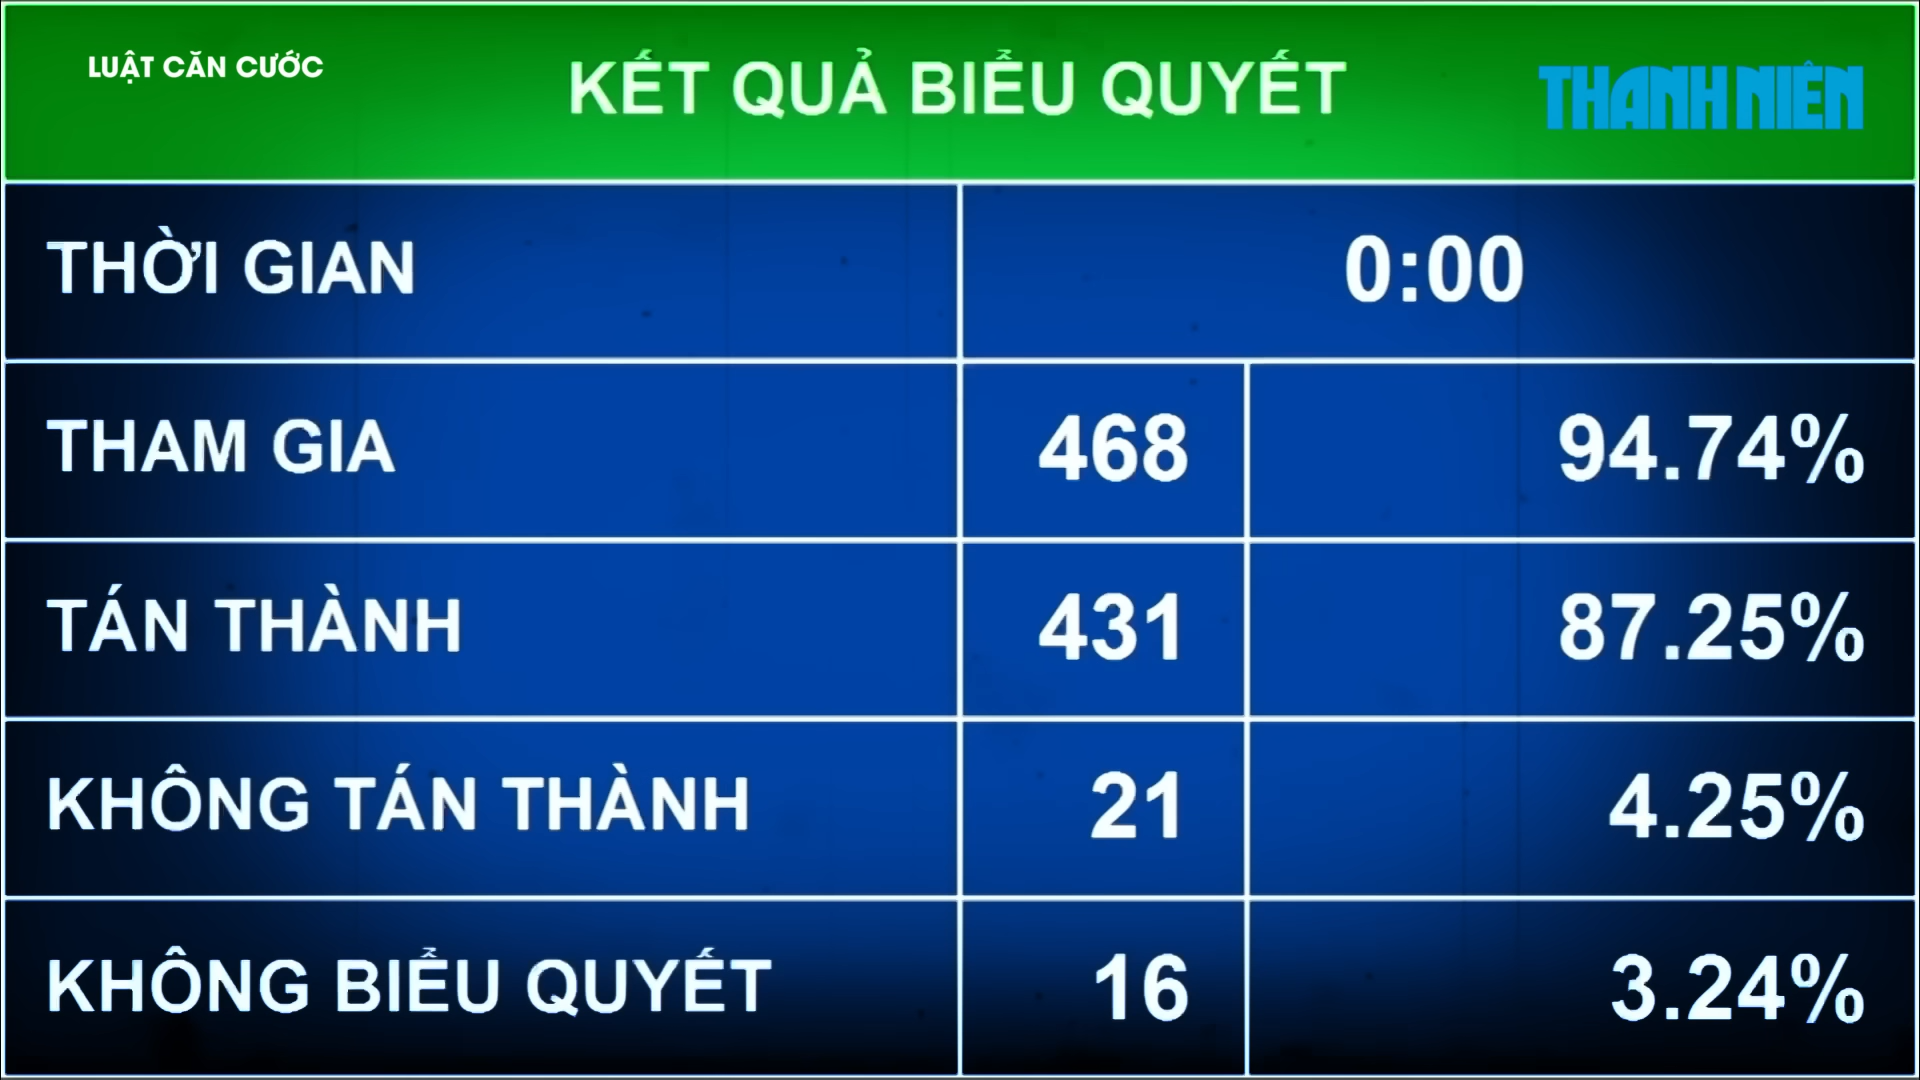 LUẬT CĂN CƯỚC
KẾT QUẢ BIỂU QUYẾT
THANH NIÊN
THỜI GIAN 0:00
THAM GIA 468 94.74%
TÁN THÀNH 431 87.25%
KHÔNG TÁN THÀNH 21 4.25%
KHÔNG BIỂU QUYẾT 16 3.24%